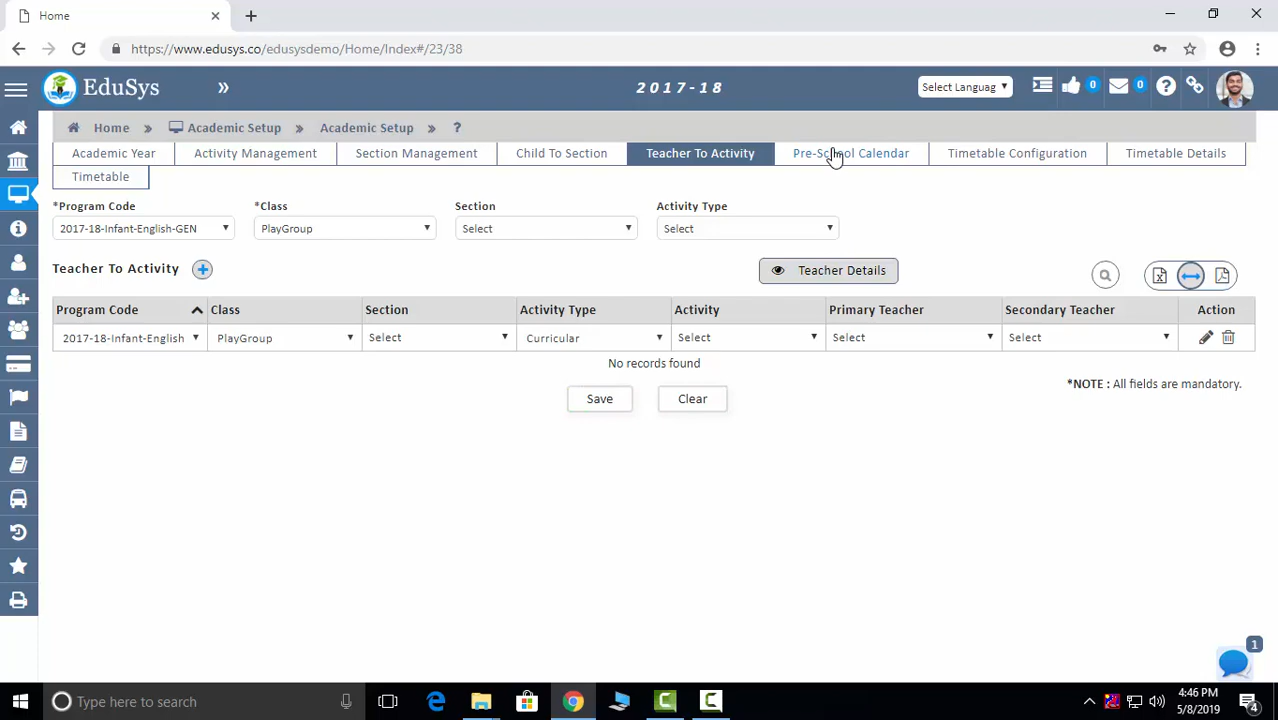 Home
https://www.edusys.co/edusysdemo/Home/Index#/23/38
EduSys » 2017-18 Select Languag 0 0
Home » Academic Setup » Academic Setup » ?
Academic Year Activity Management Section Management Child To Section Teacher To Activity Pre-School Calendar Timetable Configuration Timetable Details
Timetable
*Program Code *Class Section Activity Type
2017-18-Infant-English-GEN PlayGroup Select Select
Teacher To Activity Teacher Details
Program Code Class Section Activity Type Activity Primary Teacher Secondary Teacher Action
2017-18-Infant-English PlayGroup Select Curricular Select Select Select
No records found
*NOTE : All fields are mandatory.
Save Clear
1
Type here to search
4:46 PM
5/8/2019
4